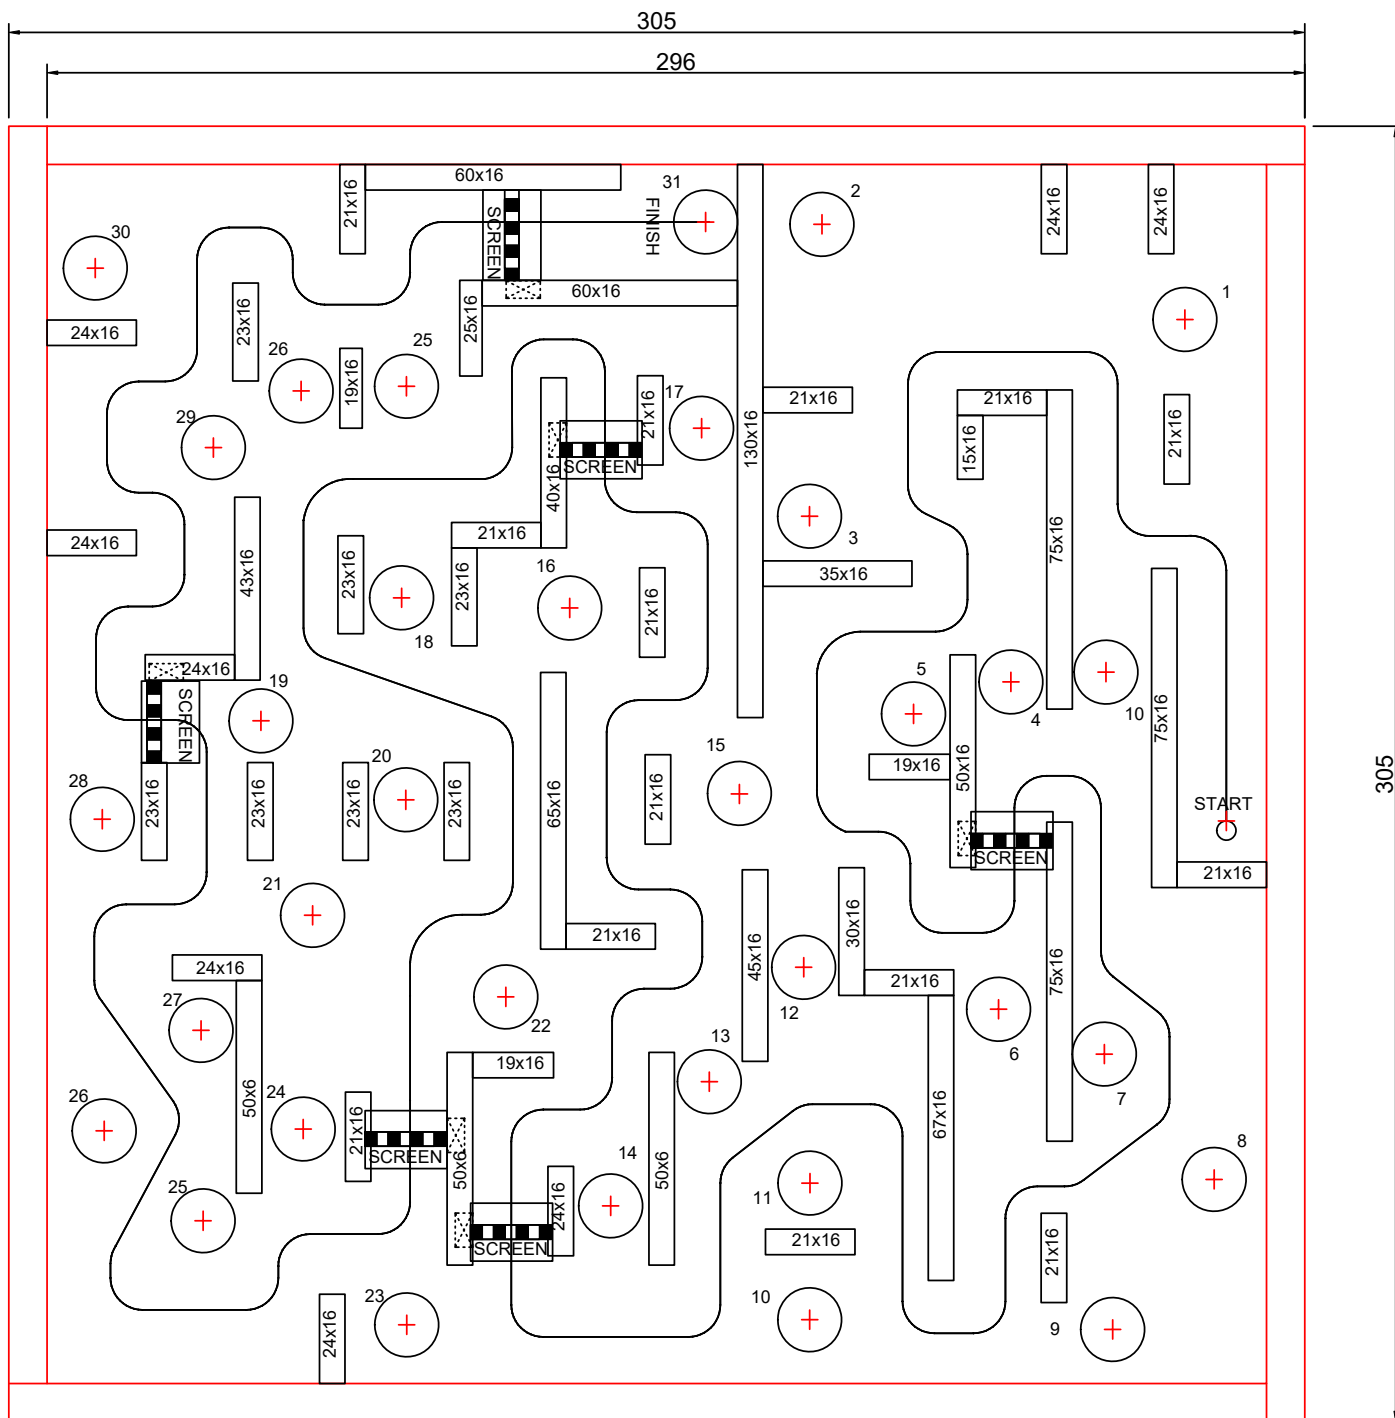 305
296
60x16
21x16
31
2
24x16
24x16
SCREEN
FINISH
30
1
60x16
25x16
23x16
24x16
26
19x16
25
21x16
17
21x16
130x16
21x16
15x16
21x16
29
SCREEN
40x16
75x16
3
21x16
24x16
43x16
23x16
23x16
16
21x16
35x16
18
24x16
19
SCREEN
5
4
10
75x16
50x16
15
19x16
20
28
23x16
23x16
23x16
23x16
65x16
21x16
START
305
SCREEN
21x16
21
30x16
21x16
24x16
45x16
21x16
75x16
27
22
12
6
13
19x16
7
26
24
50x6
21x16
SCREEN
50x6
14
50x6
67x16
8
11
25
24x16
SCREEN
21x16
21x16
23
24x16
10
9